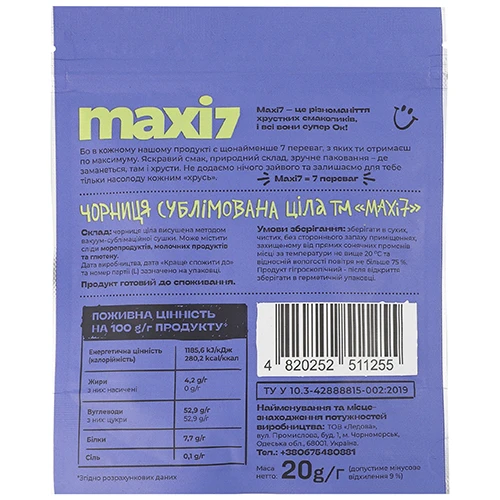 maxi7
Maxi7 – це різноманіття
хрустких смаколиків,
і всі вони супер Ок!
Бо в кожному нашому продукті є щонайменше 7 переваг, з яких ти отримаєш
по максимуму. Яскравий смак, природний склад, зручне паковання – де
заманеться, там і хрусти. Не додаємо нічого зайвого та залишаємо для тебе
тільки насолоду кожним «хрусь».
Maxi7 = 7 переваг
ЧОРНИЦЯ СУБЛІМОВАНА ЦІЛА ТМ «MAXi7»
Склад: чорниця ціла висушена методом
вакуум-сублімаційної сушки. Може містити
сліди морепродуктів, молочних продуктів
та глютену.
Дата виробництва, дата «Краще спожити до»
та номер партії (L) зазначено на упаковці.
Продукт готовий до споживання.
Умови зберігання: зберігати в сухих,
чистих, без стороннього запаху приміщеннях,
захищеному від прямих сонячних променів
місці за температури не вище 20 °С та
відносній вологості повітря не більше 75 %.
Продукт гігроскопічний - після відкриття
зберігати в герметичній упаковці.
ПОЖИВНА ЦІННІСТЬ
НА 100 g/г ПРОДУКТУ*
Енергетична цінність
(калорійність)
1185,6 kJ/кДж
280,2 kcal/ккал
Жири
з них: насичені
4,2 g/г
0 g/г
Вуглеводи
з них цукри
52,9 g/г
52,9 g/г
Білки
7,7 g/г
Сіль
0,1 g/г
*Згідно розрахункових даних
4 820252 511255
ТУ У 10.3-42888815-002:2019
Найменування та місце-
знаходження потужностей
виробництва: ТОВ «Ледова»,
вул. Промислова, буд. 1, м. Чорноморськ,
Одеська обл., 68001, Україна.
Тел.: +380675480881
Маса
20g/г
(допустиме мінусове
відхилення 9 %)